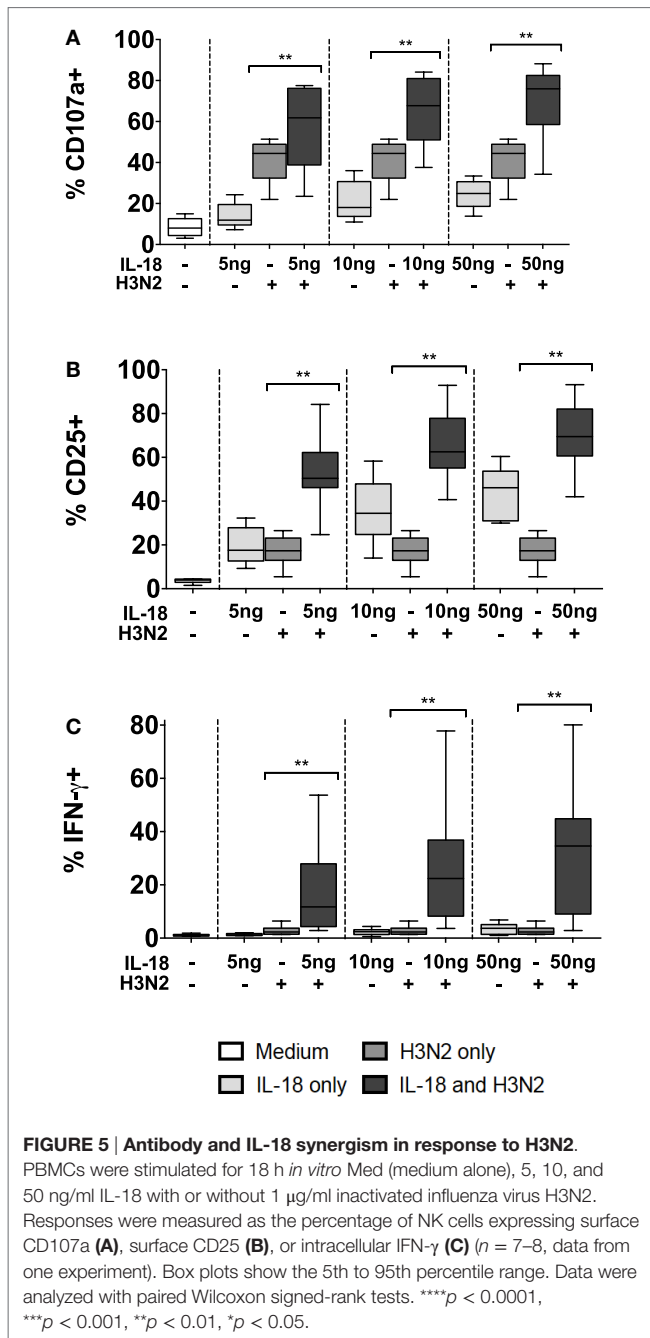 A
100
80
60
40
20
0
% CD107a+
** ** **
IL-18 - 5ng - 5ng 10ng - 10ng 50ng - 50ng
H3N2 - - + + - + + - + +
B
100
80
60
40
20
0
% CD25+
** ** **
IL-18 - 5ng - 5ng 10ng - 10ng 50ng - 50ng
H3N2 - - + + - + + - + +
C
80
60
40
20
0
% IFN-γ+
** ** **
IL-18 - 5ng - 5ng 10ng - 10ng 50ng - 50ng
H3N2 - - + + - + + - + +
Medium H3N2 only
IL-18 only IL-18 and H3N2
FIGURE 5 | Antibody and IL-18 synergism in response to H3N2.
PBMCs were stimulated for 18 h in vitro Med (medium alone), 5, 10, and
50 ng/ml IL-18 with or without 1 μg/ml inactivated influenza virus H3N2.
Responses were measured as the percentage of NK cells expressing surface
CD107a (A), surface CD25 (B), or intracellular IFN-γ (C) (n = 7–8, data from
one experiment). Box plots show the 5th to 95th percentile range. Data were
analyzed with paired Wilcoxon signed-rank tests. ****p < 0.0001,
***p < 0.001, **p < 0.01, *p < 0.05.